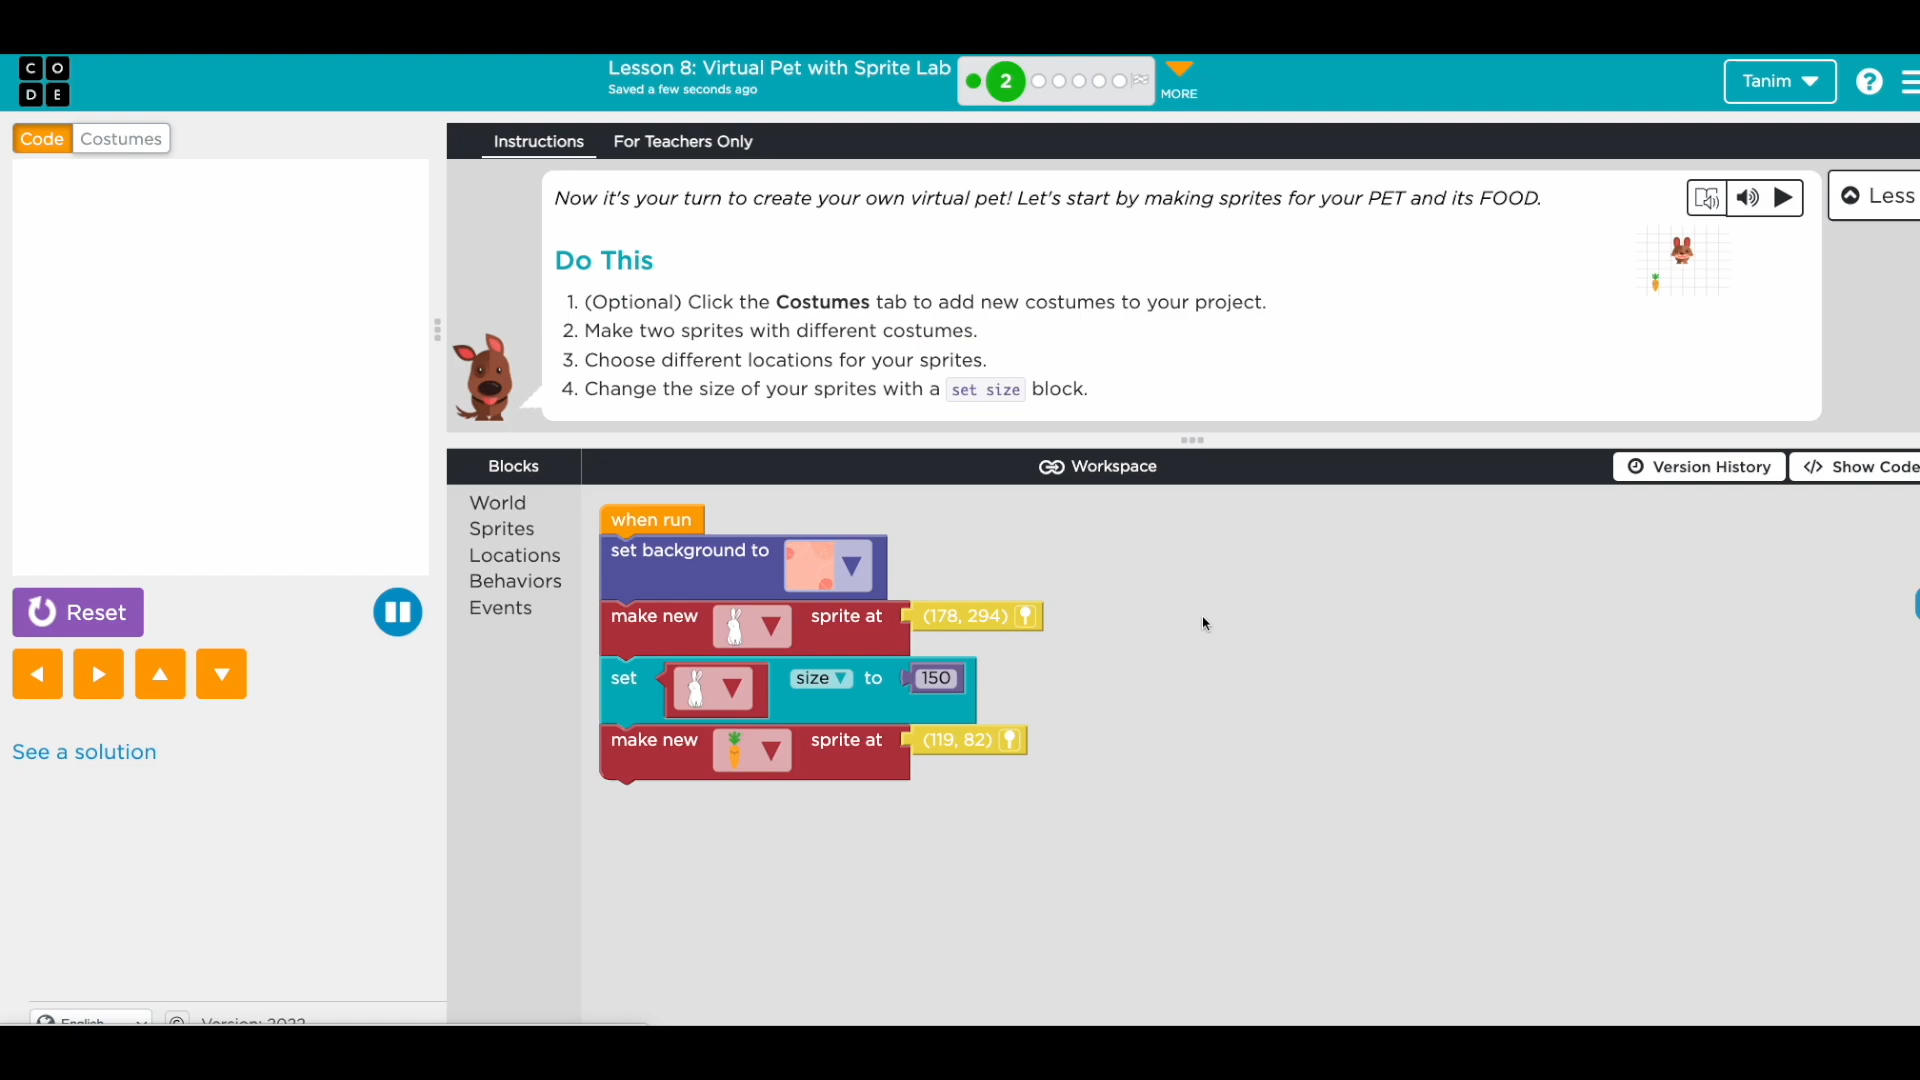 C O
D E
Lesson 8: Virtual Pet with Sprite Lab
Saved a few seconds ago
2
MORE
Tanim
?
Code Costumes
Instructions For Teachers Only
Now it's your turn to create your own virtual pet! Let's start by making sprites for your PET and its FOOD.
Less
Do This
1. (Optional) Click the Costumes tab to add new costumes to your project.
2. Make two sprites with different costumes.
3. Choose different locations for your sprites.
4. Change the size of your sprites with a set size block.
Blocks
Workspace
Version History
</> Show Code
World
Sprites
Locations
Behaviors
Events
when run
set background to
make new sprite at (178, 294)
set size to 150
make new sprite at (119, 82)
Reset
See a solution
English
© Version: 2022